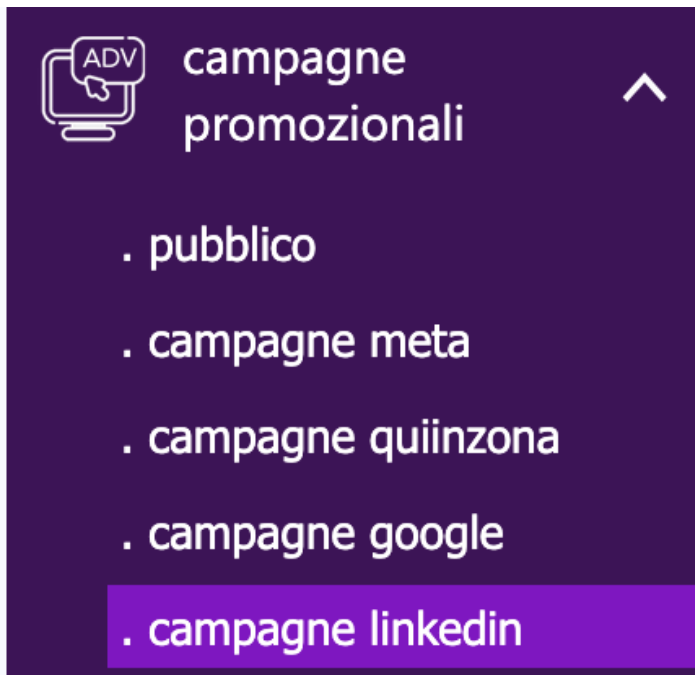 ADV
campagne
promozionali
. pubblico
. campagne meta
. campagne quiinzona
. campagne google
. campagne linkedin